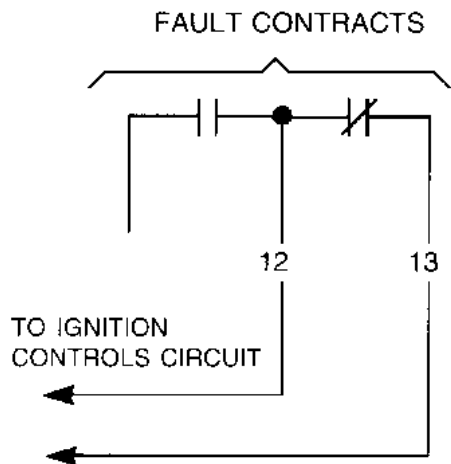 FAULT CONTRACTS
12
13
TO IGNITION
CONTROLS CIRCUIT